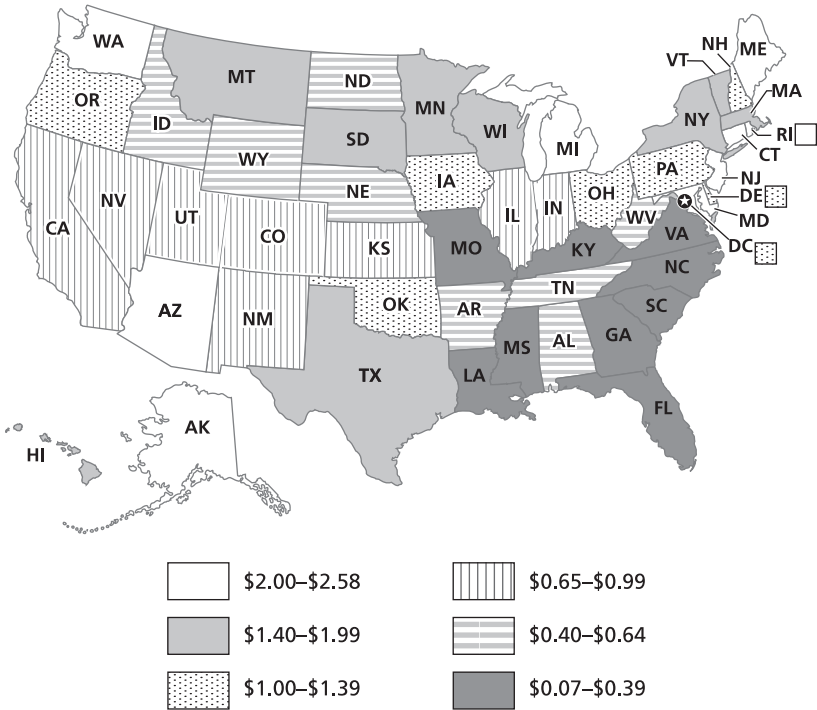 WA
MT
ND
MN
OR
ID
SD
WI
WY
MI
VT
NH
ME
MA
NY
RI
CT
NV
UT
CA
CO
NE
IA
IL
IN
OH
PA
NJ
DE
MD
DC
WV
VA
KS
MO
KY
NC
TN
AZ
NM
OK
AR
SC
MS
AL
GA
TX
LA
FL
AK
HI
$2.00–$2.58
$0.65–$0.99
$1.40–$1.99
$0.40–$0.64
$1.00–$1.39
$0.07–$0.39